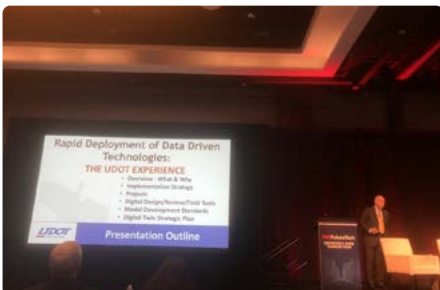 Rapid Deployment of Data Driven
Technologies:
THE UDOT EXPERIENCE
• Overview - What & Why
• Implementation Strategy
• Projects
• Digital Design/Review/Field Tools
• Model Development Standards
• Digital Twin Strategic Plan
UDOT
Presentation Outline
FutureTech